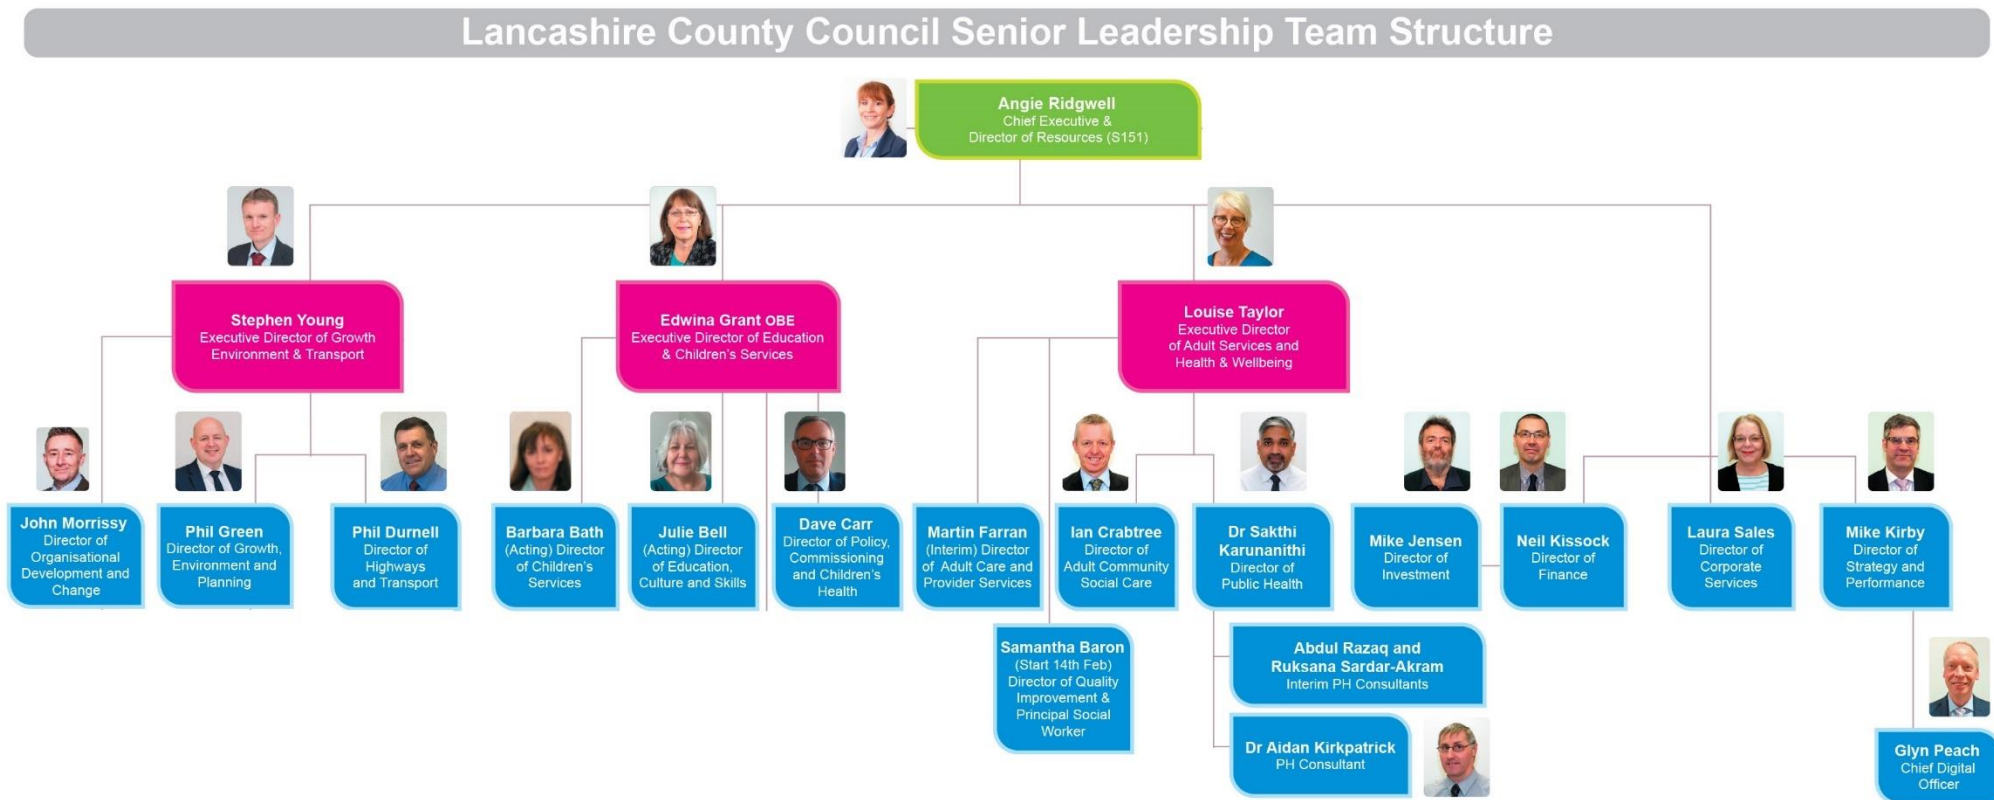 Lancashire County Council Senior Leadership Team Structure
Angie Ridgwell
Chief Executive &
Director of Resources (S151)
Stephen Young
Executive Director of Growth
Environment & Transport
Edwina Grant OBE
Executive Director of Education
& Children's Services
Louise Taylor
Executive Director
of Adult Services and
Health & Wellbeing
John Morrissy
Director of
Organisational
Development and
Change
Phil Green
Director of Growth,
Environment and
Planning
Phil Durnell
Director of
Highways
and Transport
Barbara Bath
(Acting) Director
of Children's
Services
Julie Bell
(Acting) Director
of Education,
Culture and Skills
Dave Carr
Director of Policy,
Commissioning
and Children's
Health
Martin Farran
(Interim) Director
of Adult Care and
Provider Services
Ian Crabtree
Director of
Adult Community
Social Care
Dr Sakthi
Karunanithi
Director of
Public Health
Mike Jensen
Director of
Investment
Neil Kissock
Director of
Finance
Laura Sales
Director of
Corporate
Services
Mike Kirby
Director of
Strategy and
Performance
Samantha Baron
(Start 14th Feb)
Director of Quality
Improvement &
Principal Social
Worker
Abdul Razaq and
Ruksana Sardar-Akram
Interim PH Consultants
Dr Aidan Kirkpatrick
PH Consultant
Glyn Peach
Chief Digital
Officer